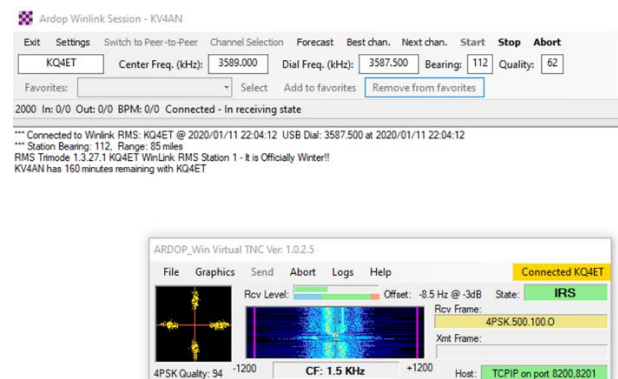 Ardop Winlink Session - KV4AN
Exit Settings Switch to Peer-to-Peer Channel Selection Forecast Best chan. Next chan. Start Stop Abort
KQ4ET Center Freq. (kHz): 3589.000 Dial Freq. (kHz): 3587.500 Bearing: 112 Quality: 62
Favorites: Select Add to favorites Remove from favorites
2000 In: 0/0 Out: 0/0 BPM: 0/0 Connected - In receiving state
*** Connected to Winlink RMS: KQ4ET @ 2020/01/11 22:04:12 USB Dial: 3587.500 at 2020/01/11 22:04:12
*** Station Bearing: 112, Range: 85 miles
RMS Trimode 1.3.27.1 KQ4ET WinLink RMS Station 1 - It is Officially Winter!!
KV4AN has 160 minutes remaining with KQ4ET
ARDOP_Win Virtual TNC Ver: 1.0.2.5
File Graphics Send Abort Logs Help Connected KQ4ET
Rcv Level: Offset: -8.5 Hz @ -3dB State: IRS
Rcv Frame:
4PSK.500.100.O
Xmt Frame:
4PSK Quality: 94 -1200 CF: 1.5 KHz +1200 Host: TCPIP on port 8200,8201